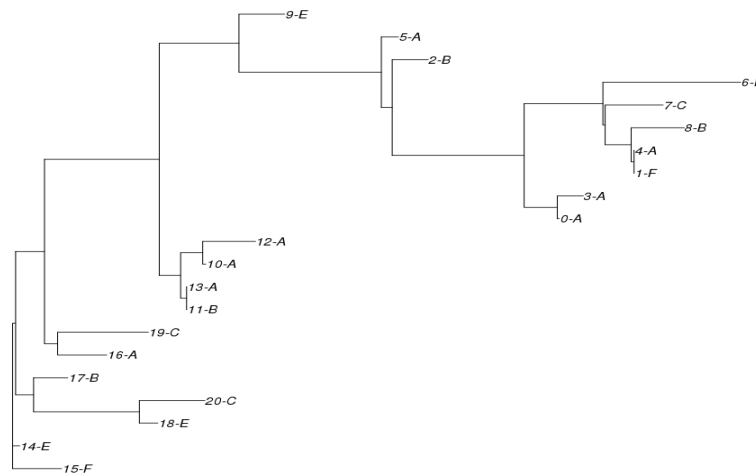 9-E
5-A
2-B
7-C
8-B
4-A
1-F
3-A
0-A
12-A
10-A
13-A
11-B
19-C
16-A
17-B
20-C
18-E
14-E
15-F